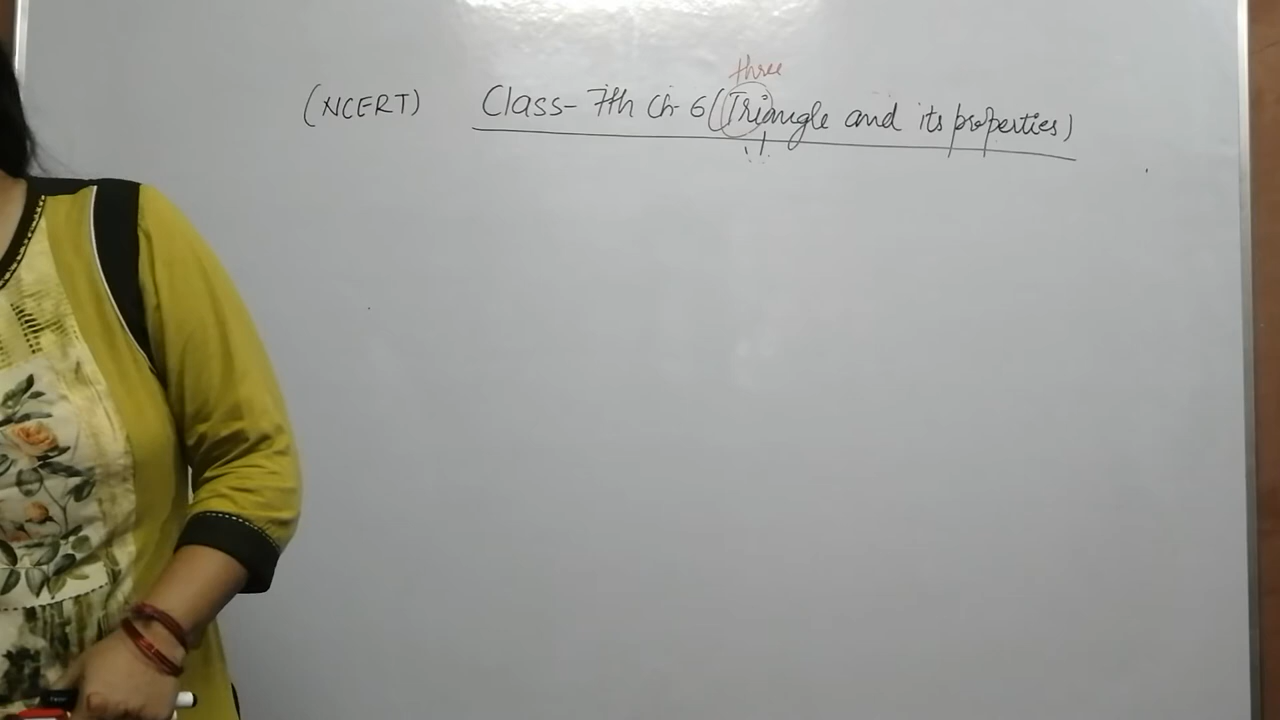 three
(NCERT) Class-7th Ch-6 (Triangle and its properties)